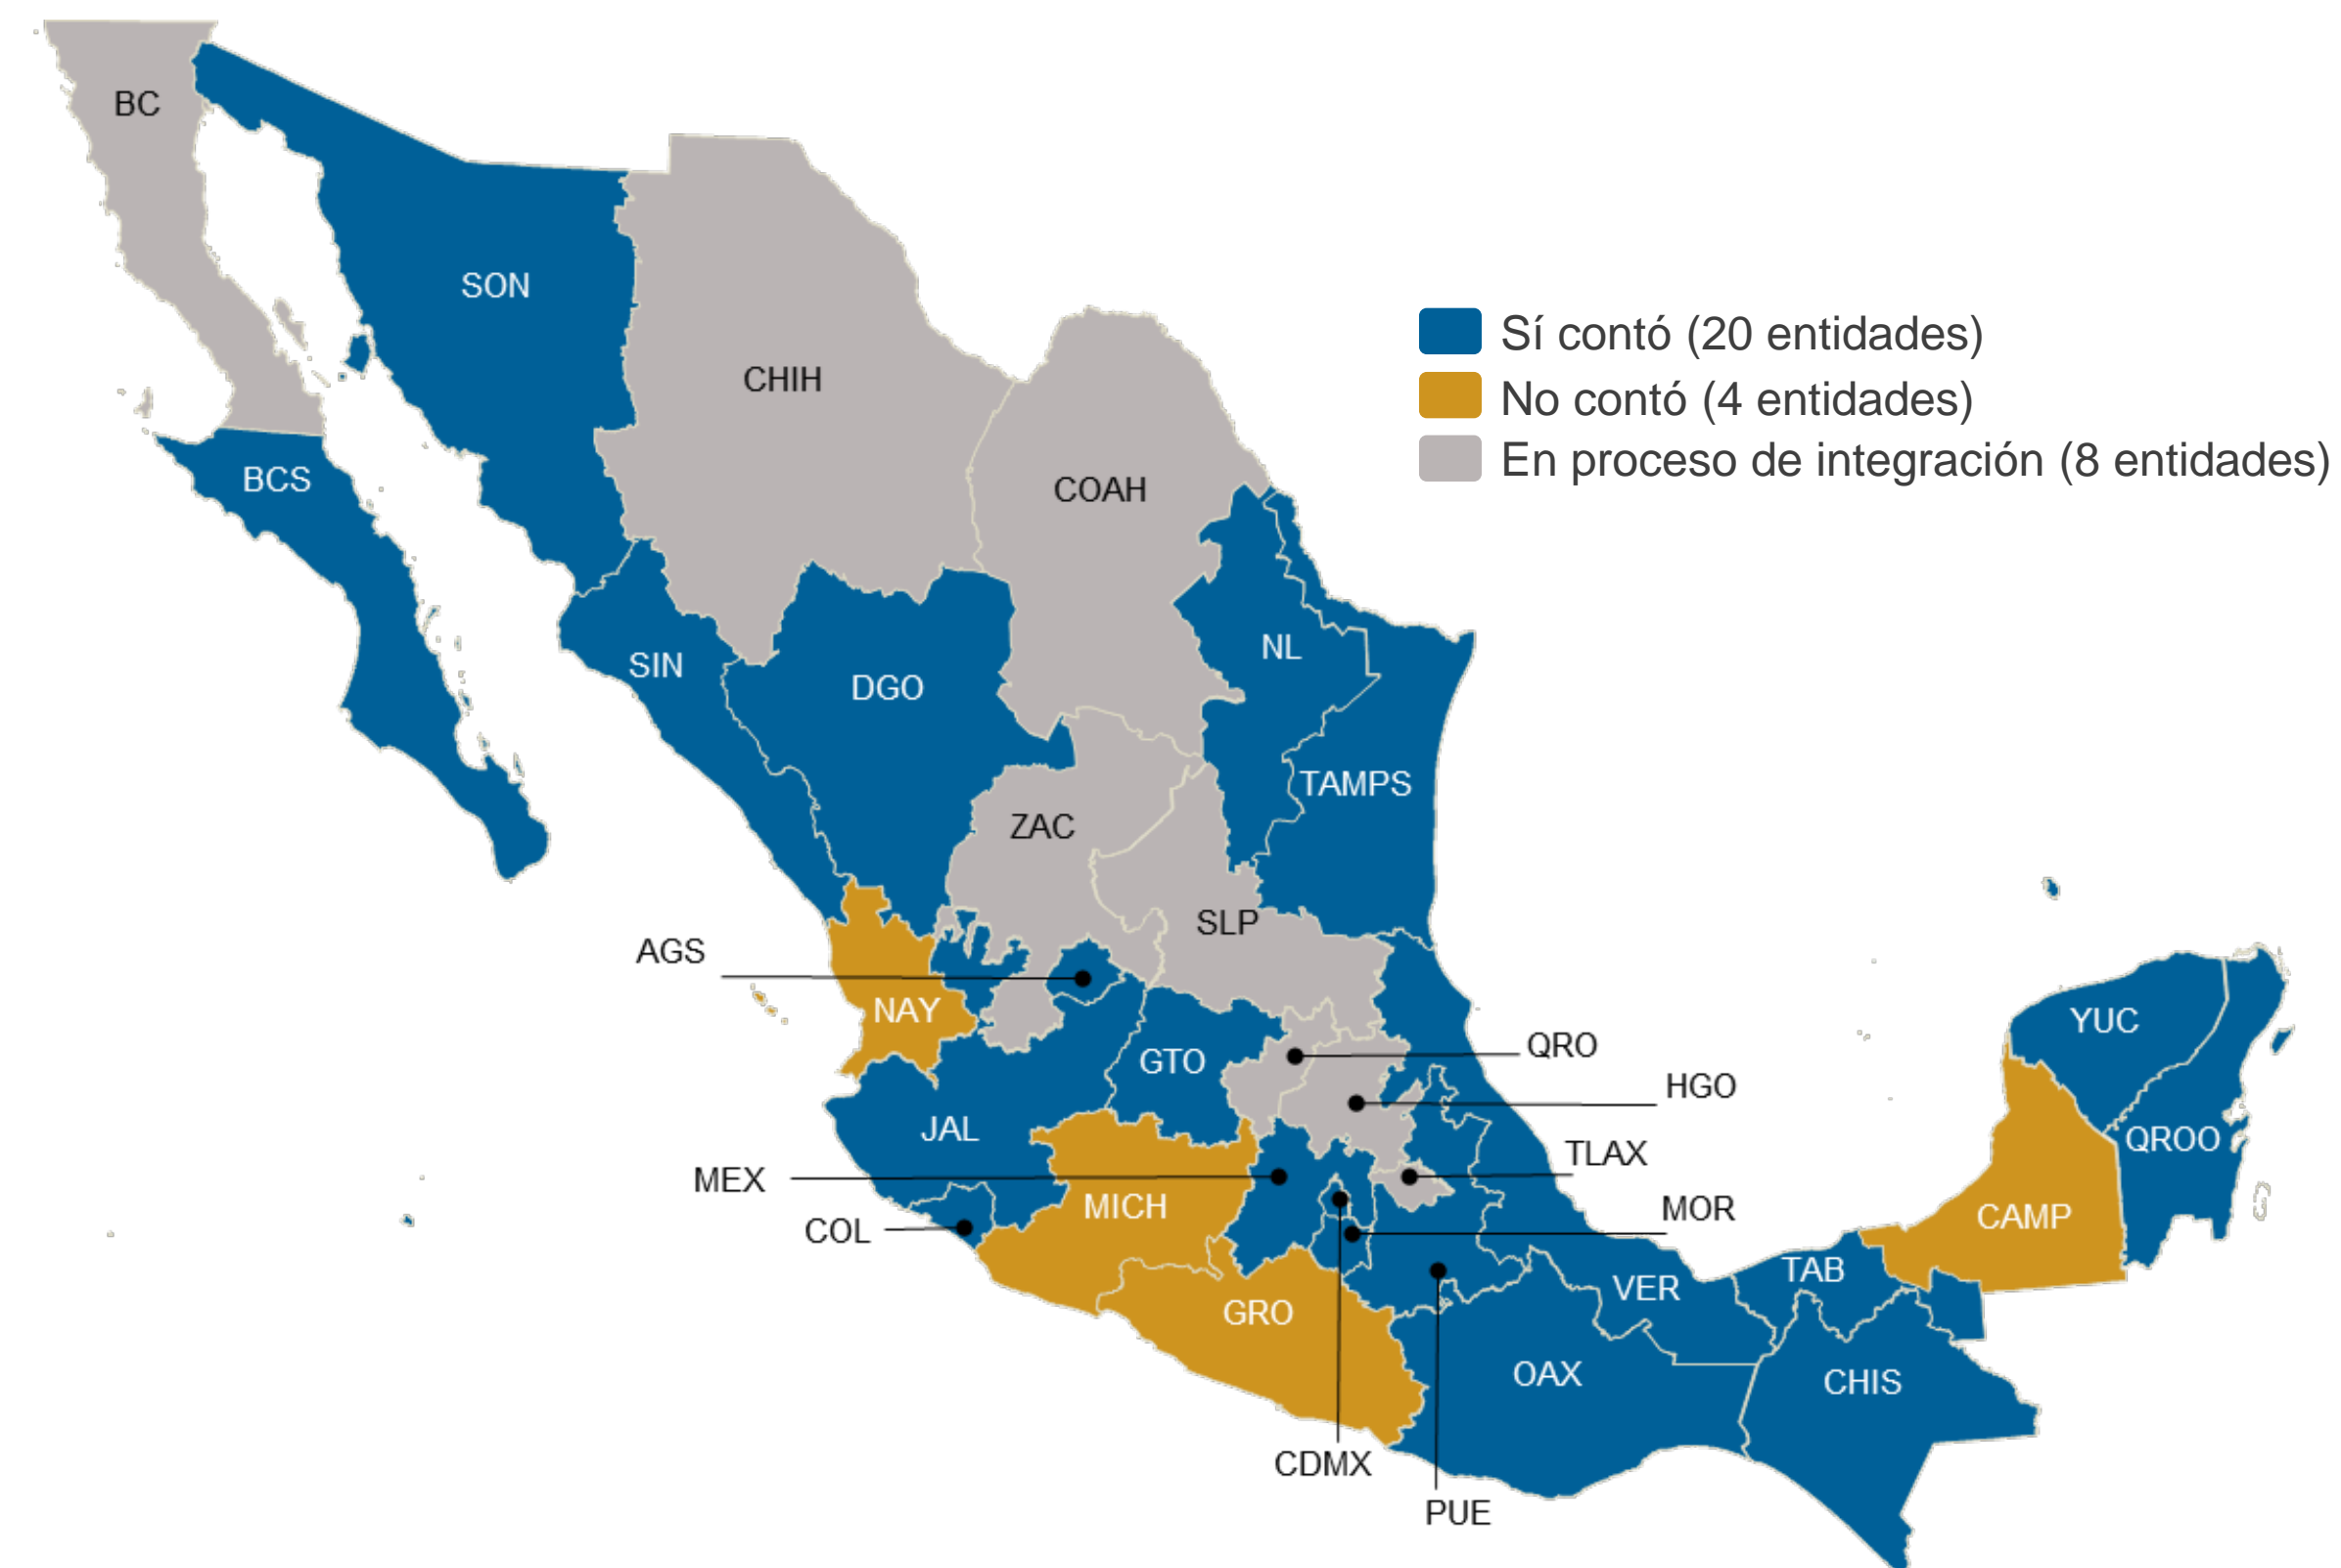 BC
SON
CHIH
Sí contó (20 entidades)
No contó (4 entidades)
En proceso de integración (8 entidades)
BCS
COAH
NL
SIN
DGO
TAMPS
ZAC
SLP
AGS
NAY
YUC
QRO
GTO
HGO
JAL
QROO
TLAX
MEX
MICH
MOR
CAMP
COL
TAB
VER
GRO
OAX
CHIS
CDMX
PUE